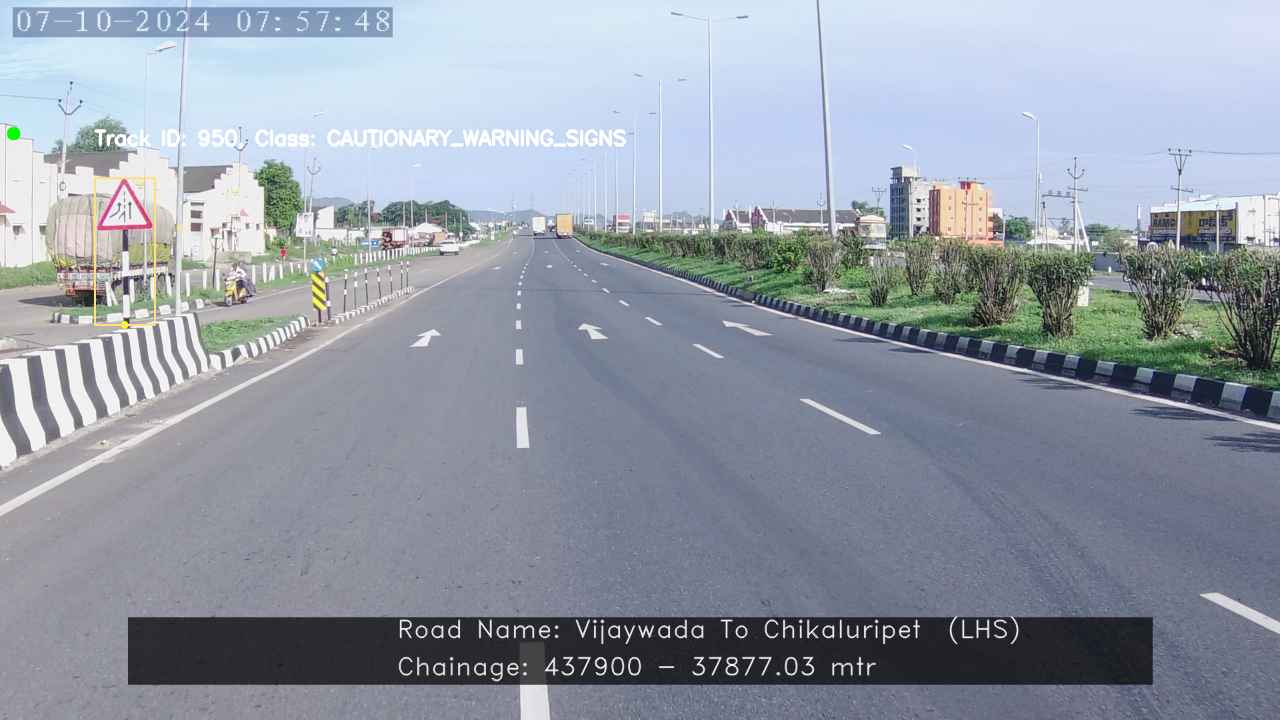 07-10-2024 07:57:48
Track ID: 950, Class: CAUTIONARY_WARNING_SIGNS
Road Name: Vijaywada To Chikaluripet (LHS)
Chainage: 437900 - 37877.03 mtr